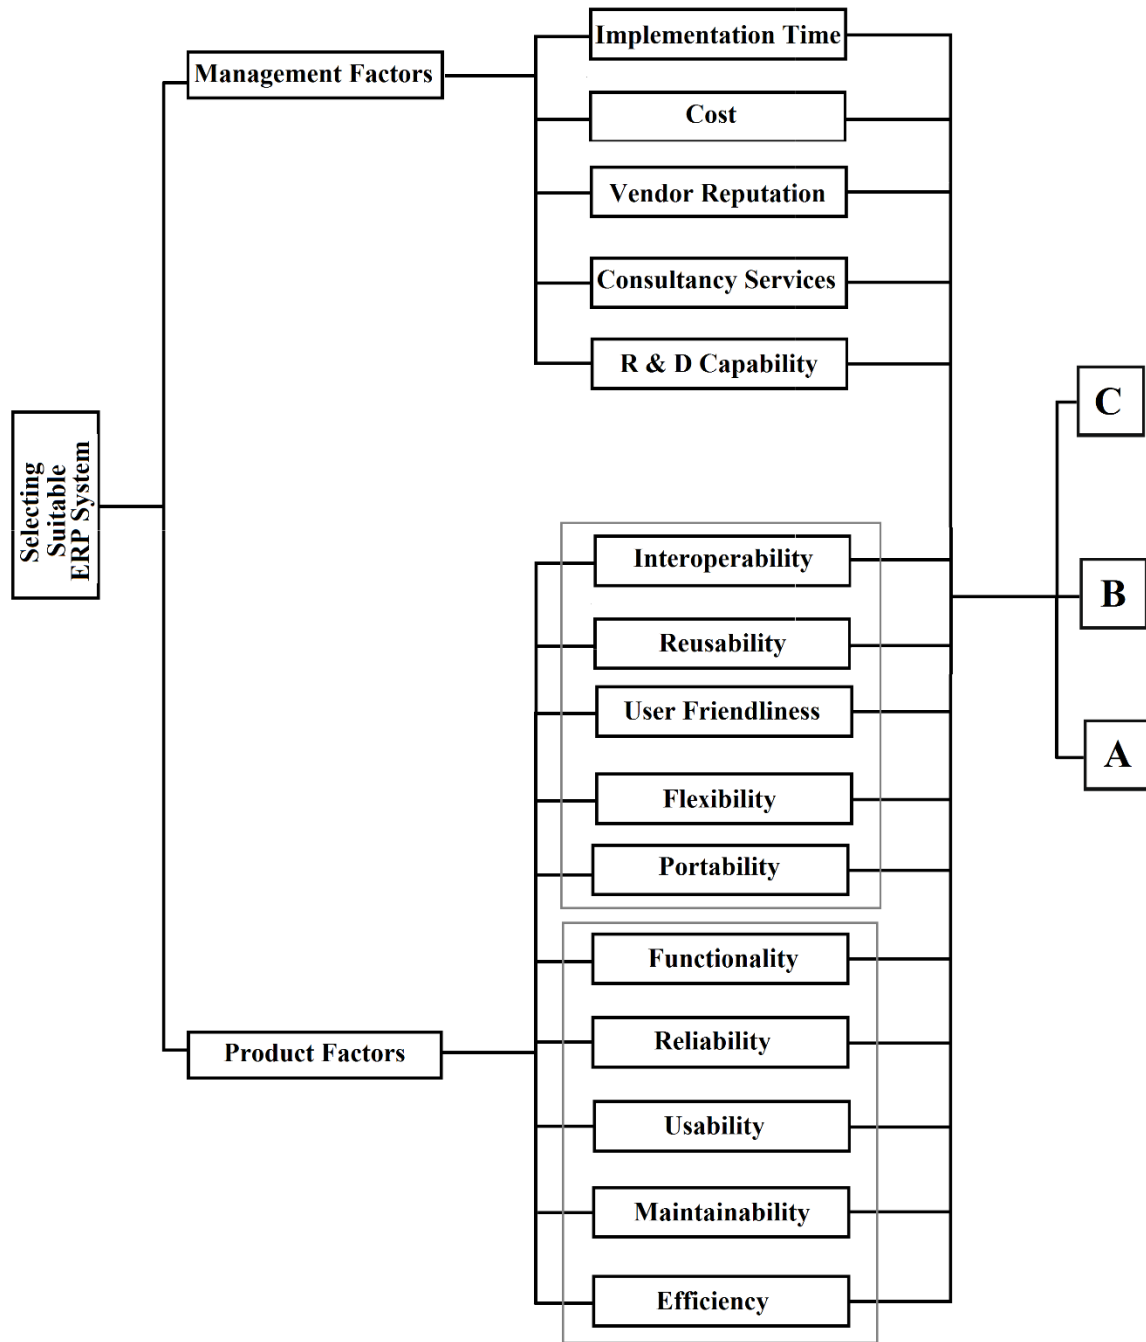 Implementation Time
Management Factors
Cost
Vendor Reputation
Consultancy Services
R & D Capability
Selecting
Suitable
ERP System
C
Interoperability
B
Reusability
User Friendliness
A
Flexibility
Portability
Functionality
Reliability
Product Factors
Usability
Maintainability
Efficiency